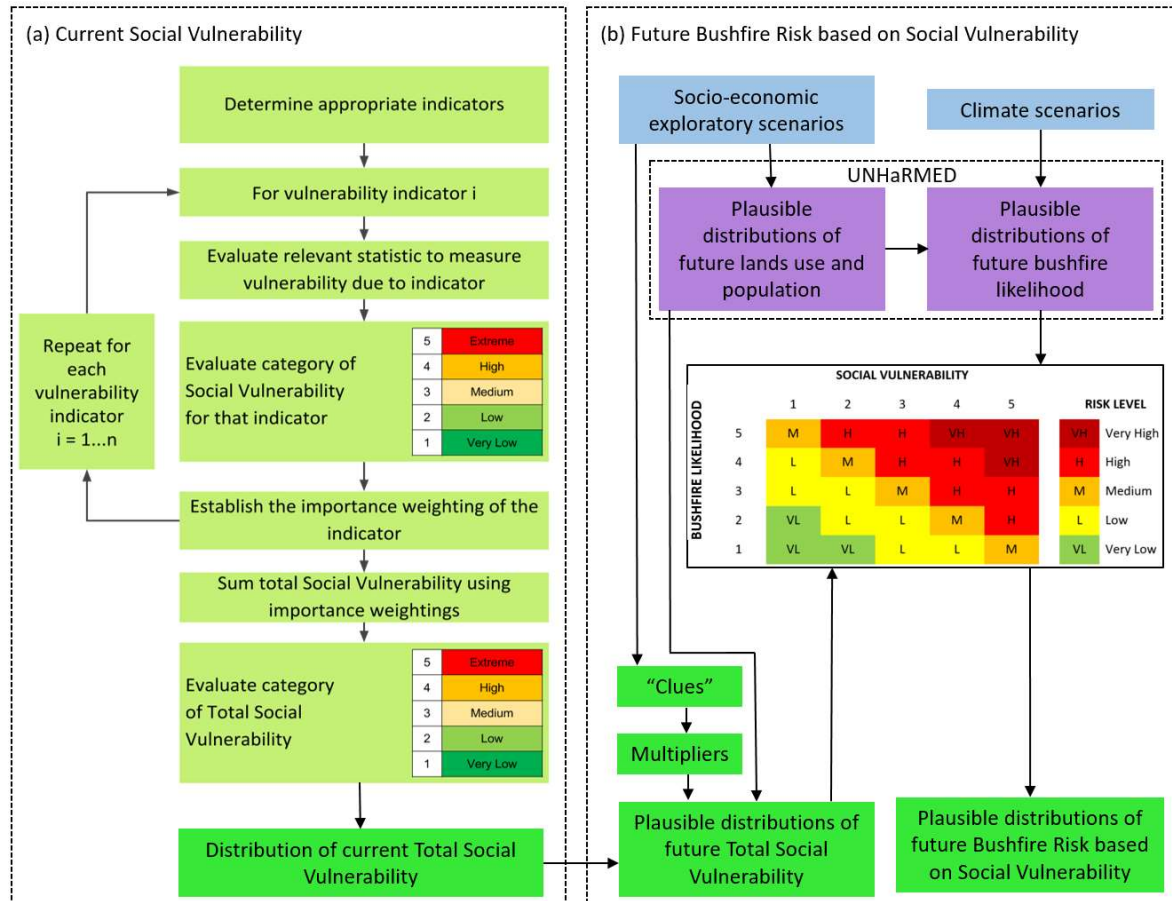 (a) Current Social Vulnerability
Determine appropriate indicators
For vulnerability indicator i
Evaluate relevant statistic to measure
vulnerability due to indicator
Evaluate category of
Social Vulnerability
for that indicator
5 Extreme
4 High
3 Medium
2 Low
1 Very Low
Repeat for
each
vulnerability
indicator
i = 1...n
Establish the importance weighting of the
indicator
Sum total Social Vulnerability using
importance weightings
Evaluate category
of Total Social
Vulnerability
5 Extreme
4 High
3 Medium
2 Low
1 Very Low
Distribution of current Total Social
Vulnerability
(b) Future Bushfire Risk based on Social Vulnerability
Socio-economic
exploratory scenarios
Climate scenarios
UNHaRMED
Plausible
distributions of
future lands use and
population
Plausible
distributions of
future bushfire
likelihood
SOCIAL VULNERABILITY
1 2 3 4 5 RISK LEVEL
BUSHFIRE LIKELIHOOD
5 M H H VH VH VH Very High
4 L M H H VH H High
3 L L M H H M Medium
2 VL L L M H L Low
1 VL VL L L M VL Very Low
"Clues"
Multipliers
Plausible distributions of
future Total Social
Vulnerability
Plausible distributions of
future Bushfire Risk based
on Social Vulnerability